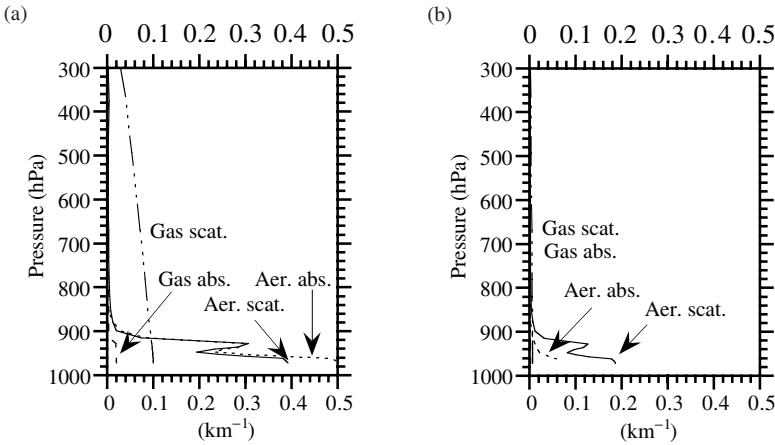 (a)
0 0.1 0.2 0.3 0.4 0.5
300
400
500
600
700
800
900
1000
Pressure (hPa)
Gas scat.
Gas abs.
Aer. abs.
Aer. scat.
0 0.1 0.2 0.3 0.4 0.5
(km⁻¹)
(b)
0 0.1 0.2 0.3 0.4 0.5
300
400
500
600
700
800
900
1000
Pressure (hPa)
Gas scat.
Gas abs.
Aer. abs.
Aer. scat.
0 0.1 0.2 0.3 0.4 0.5
(km⁻¹)